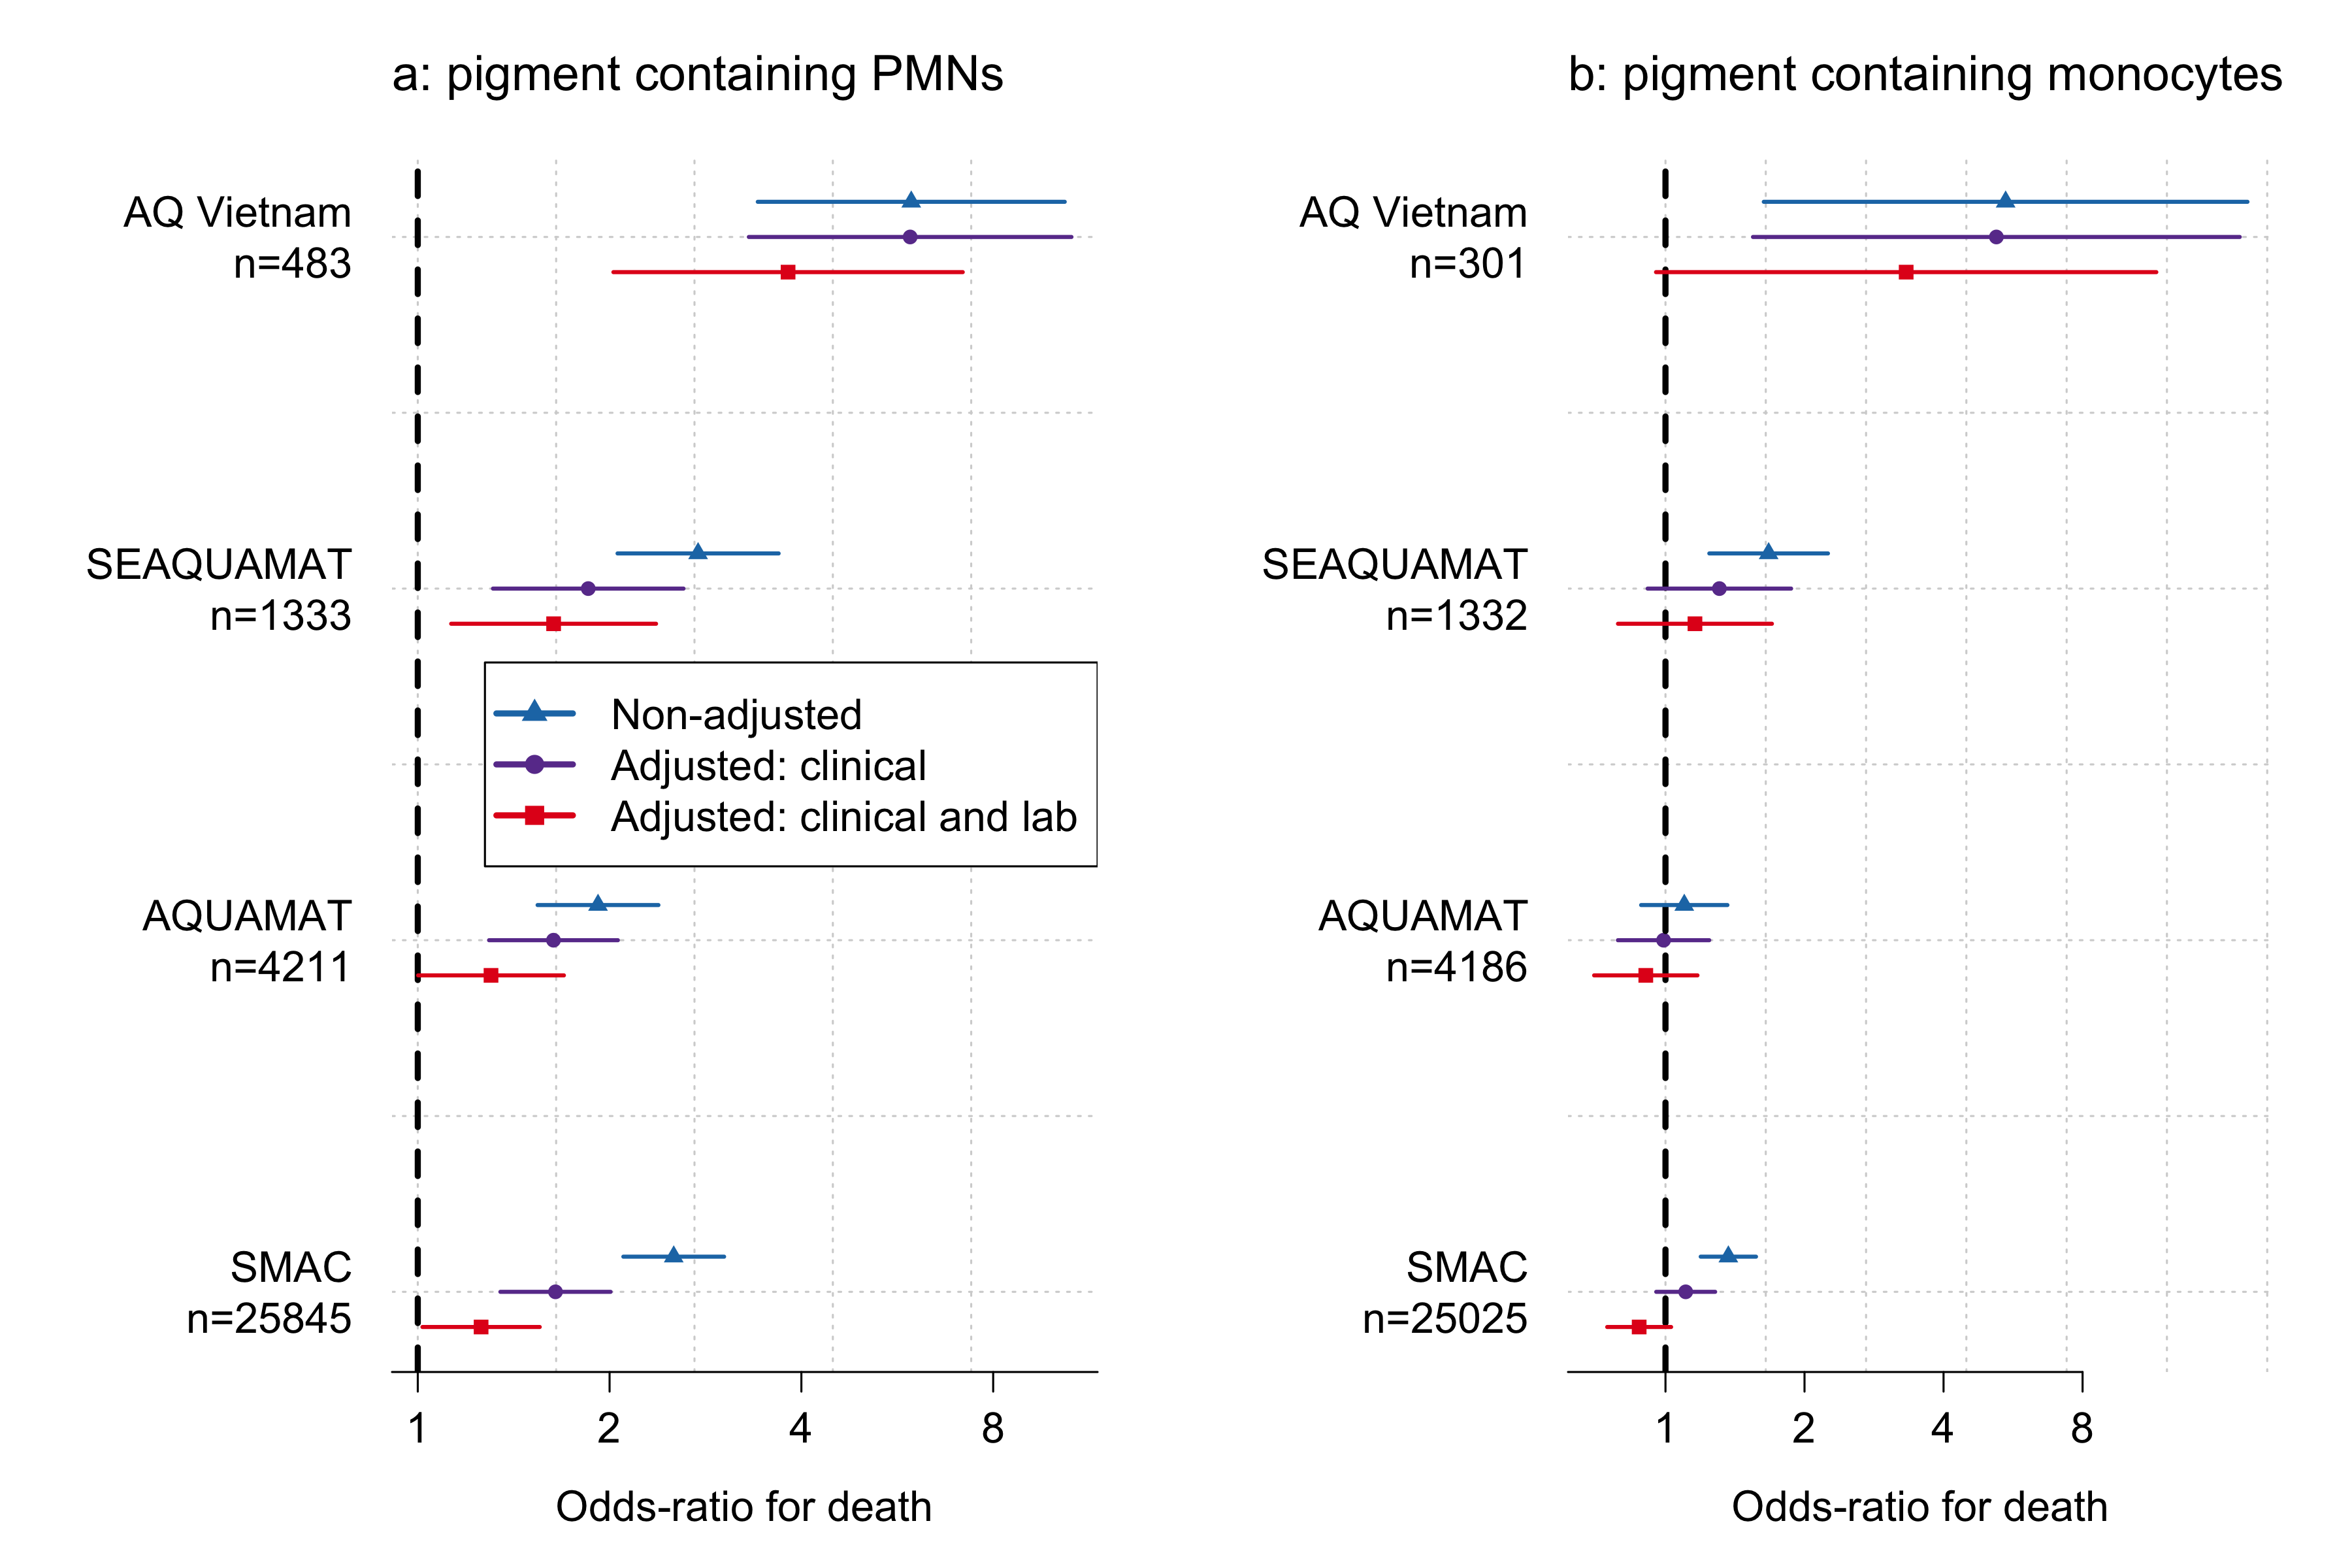 a: pigment containing PMNs
AQ Vietnam
n=483
SEAQUAMAT
n=1333
Non-adjusted
Adjusted: clinical
Adjusted: clinical and lab
AQUAMAT
n=4211
SMAC
n=25845
1 2 4 8
Odds-ratio for death
b: pigment containing monocytes
AQ Vietnam
n=301
SEAQUAMAT
n=1332
AQUAMAT
n=4186
SMAC
n=25025
1 2 4 8
Odds-ratio for death